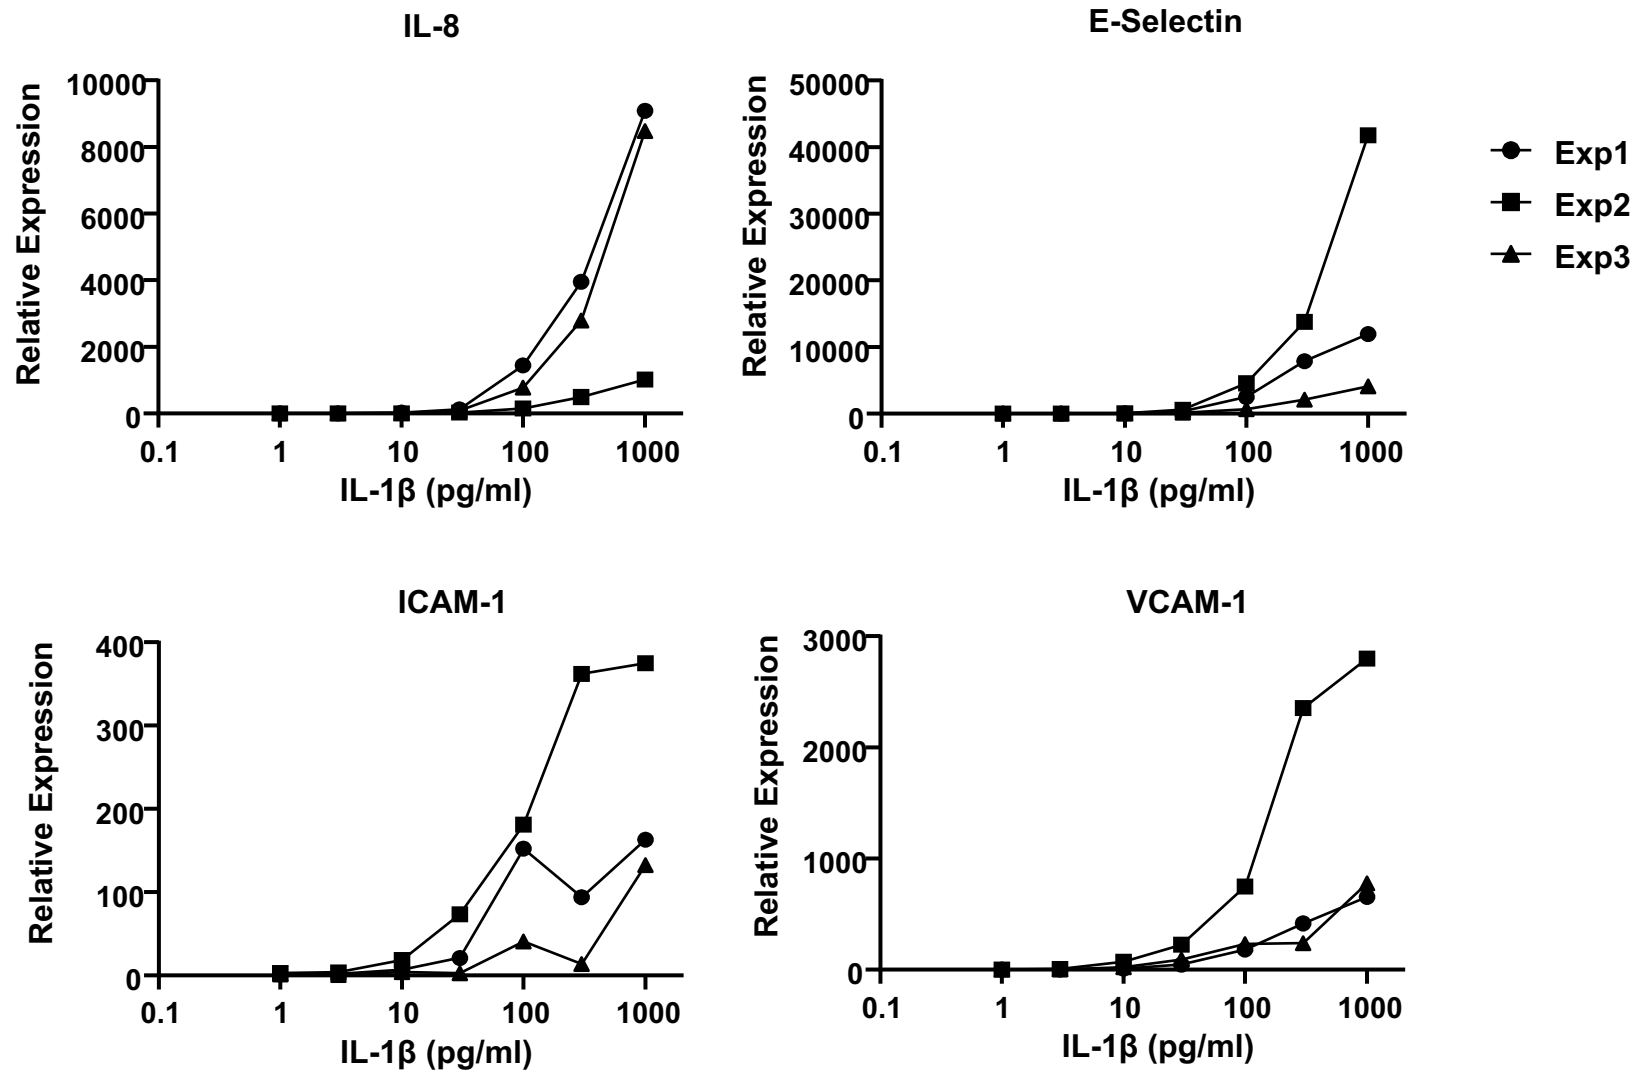 IL-8
Relative Expression
10000
8000
6000
4000
2000
0
0.1 1 10 100 1000
IL-1β (pg/ml)
E-Selectin
Relative Expression
50000
40000
30000
20000
10000
0
0.1 1 10 100 1000
IL-1β (pg/ml)
Exp1
Exp2
Exp3
ICAM-1
Relative Expression
400
300
200
100
0
0.1 1 10 100 1000
IL-1β (pg/ml)
VCAM-1
Relative Expression
3000
2000
1000
0
0.1 1 10 100 1000
IL-1β (pg/ml)